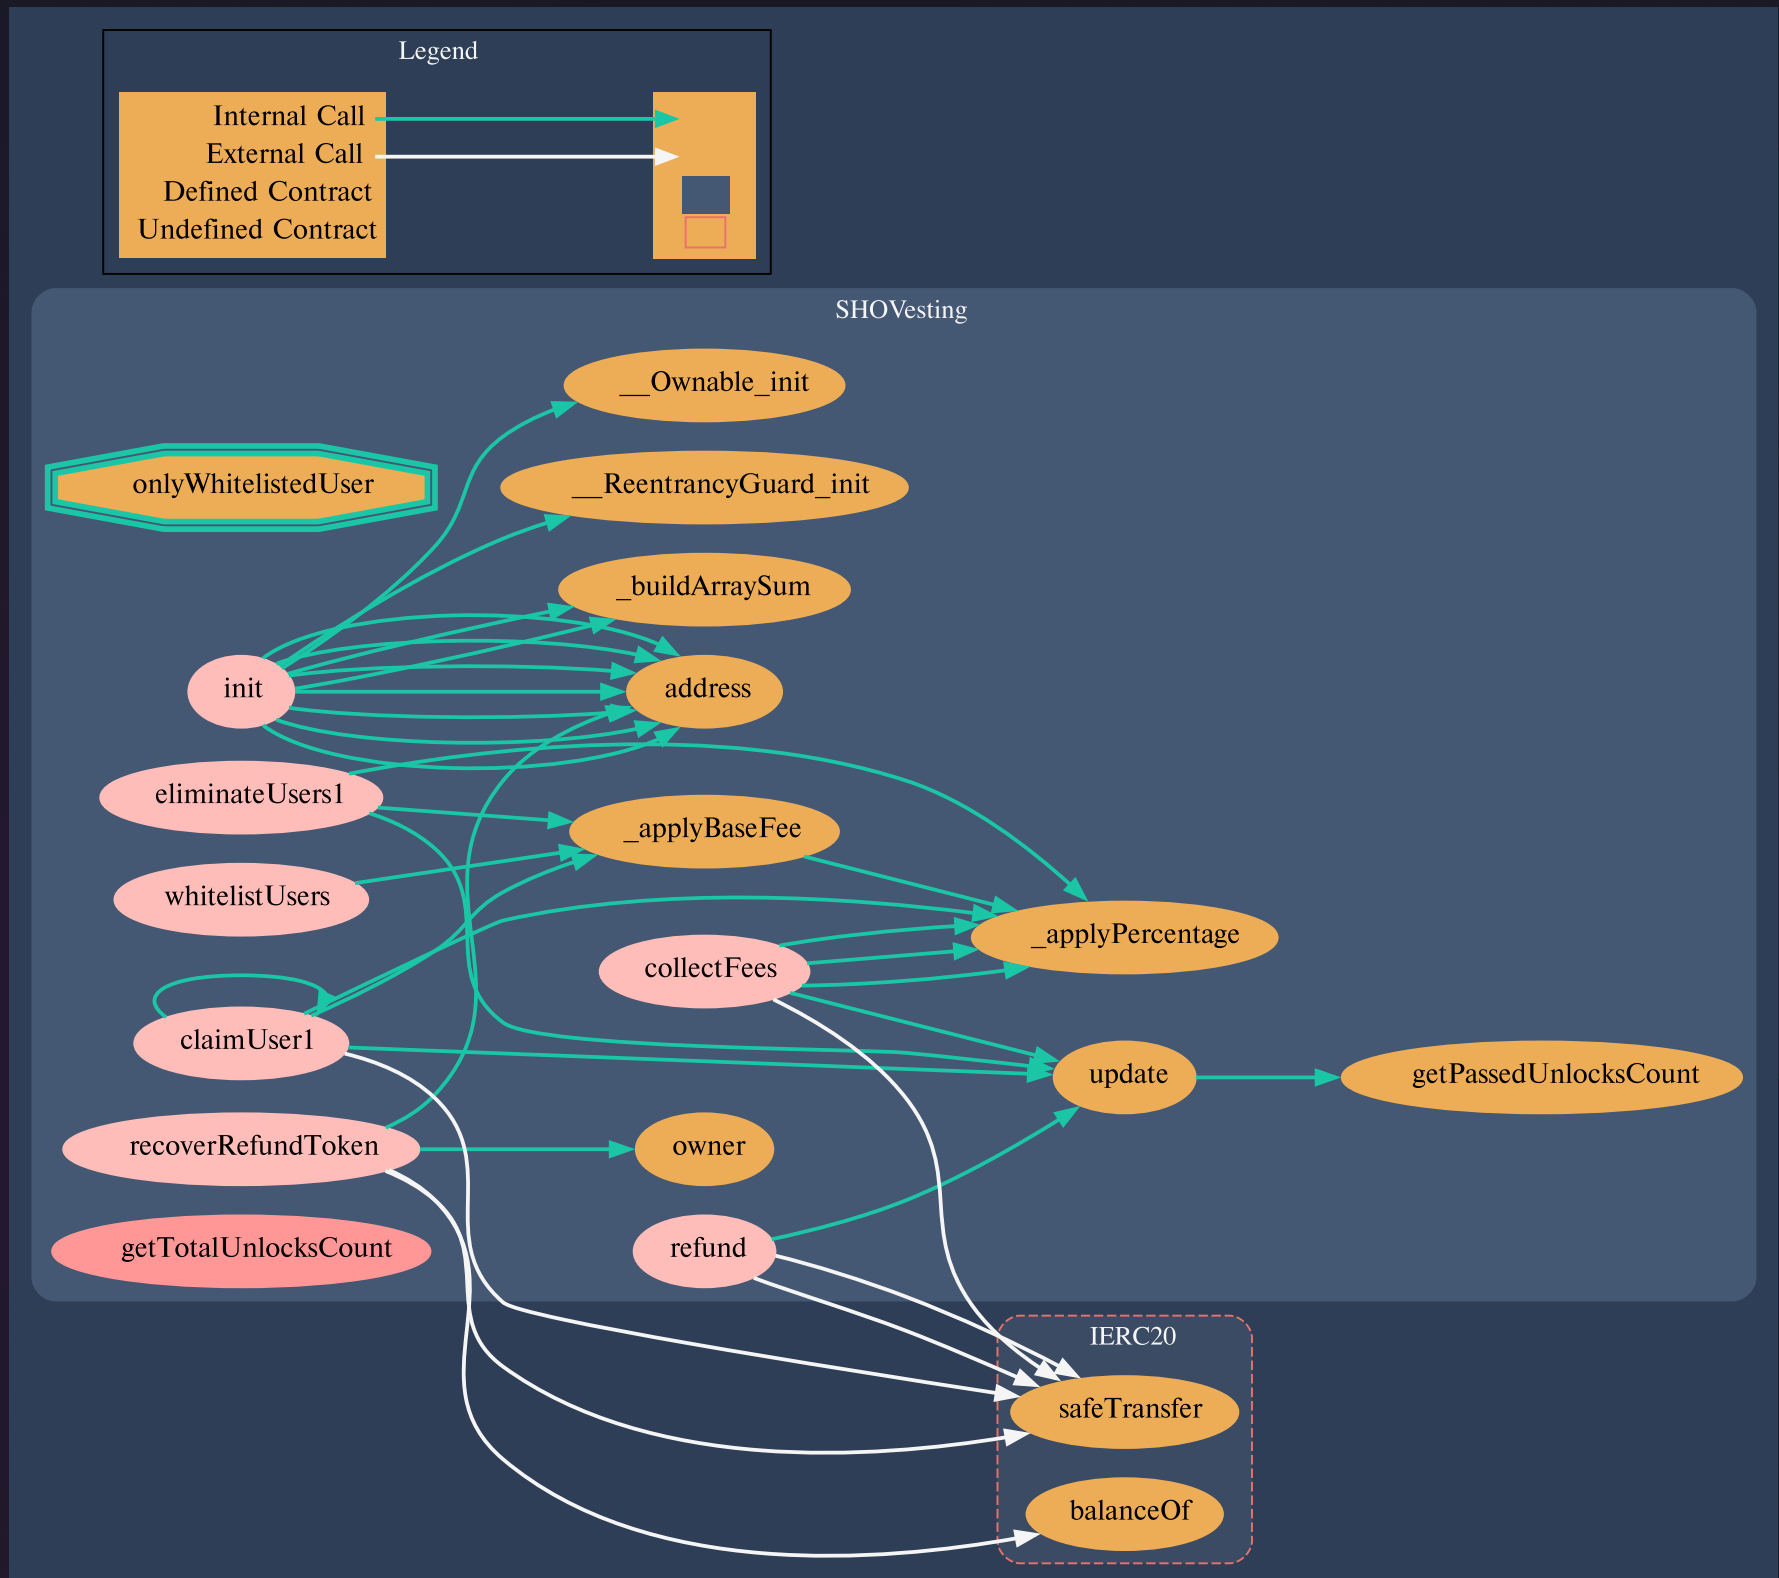 Legend
Internal Call
External Call
Defined Contract
Undefined Contract
SHOVesting
__Ownable_init
onlyWhitelistedUser
__ReentrancyGuard_init
_buildArraySum
init
address
eliminateUsers1
_applyBaseFee
whitelistUsers
_applyPercentage
collectFees
claimUser1
update
getPassedUnlocksCount
recoverRefundToken
owner
getTotalUnlocksCount
refund
IERC20
safeTransfer
balanceOf